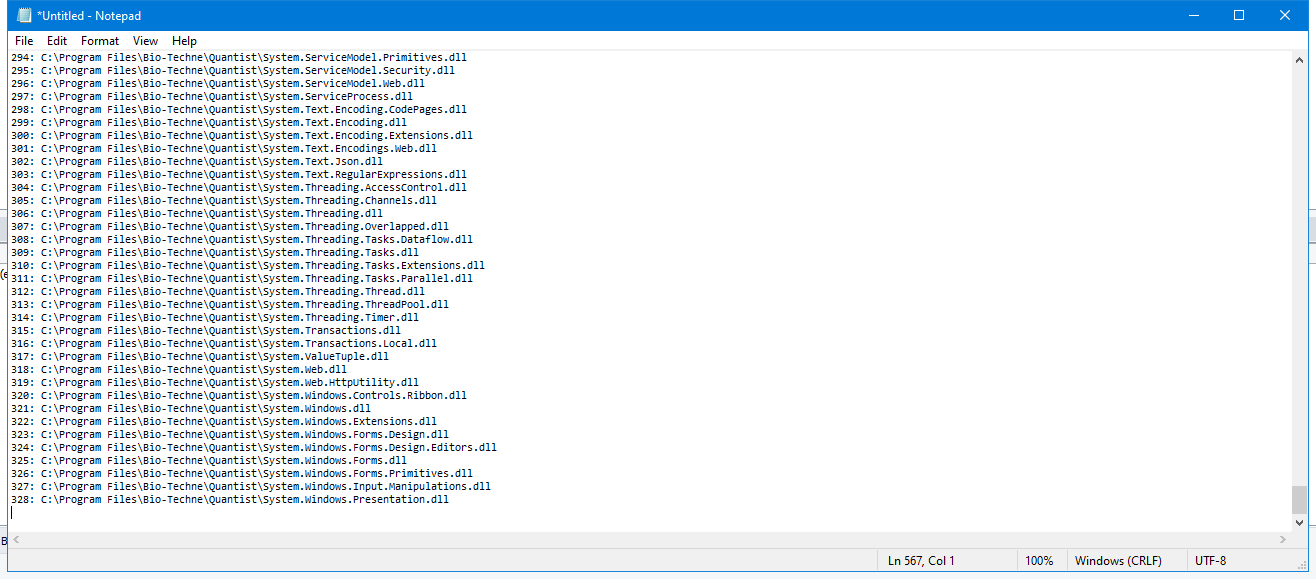 *Untitled - Notepad
File Edit Format View Help
294: C:\Program Files\Bio-Techne\Quantist\System.ServiceModel.Primitives.dll
295: C:\Program Files\Bio-Techne\Quantist\System.ServiceModel.Security.dll
296: C:\Program Files\Bio-Techne\Quantist\System.ServiceModel.Web.dll
297: C:\Program Files\Bio-Techne\Quantist\System.ServiceProcess.dll
298: C:\Program Files\Bio-Techne\Quantist\System.Text.Encoding.CodePages.dll
299: C:\Program Files\Bio-Techne\Quantist\System.Text.Encoding.dll
300: C:\Program Files\Bio-Techne\Quantist\System.Text.Encoding.Extensions.dll
301: C:\Program Files\Bio-Techne\Quantist\System.Text.Encodings.Web.dll
302: C:\Program Files\Bio-Techne\Quantist\System.Text.Json.dll
303: C:\Program Files\Bio-Techne\Quantist\System.Text.RegularExpressions.dll
304: C:\Program Files\Bio-Techne\Quantist\System.Threading.AccessControl.dll
305: C:\Program Files\Bio-Techne\Quantist\System.Threading.Channels.dll
306: C:\Program Files\Bio-Techne\Quantist\System.Threading.dll
307: C:\Program Files\Bio-Techne\Quantist\System.Threading.Overlapped.dll
308: C:\Program Files\Bio-Techne\Quantist\System.Threading.Tasks.Dataflow.dll
309: C:\Program Files\Bio-Techne\Quantist\System.Threading.Tasks.dll
310: C:\Program Files\Bio-Techne\Quantist\System.Threading.Tasks.Extensions.dll
311: C:\Program Files\Bio-Techne\Quantist\System.Threading.Tasks.Parallel.dll
312: C:\Program Files\Bio-Techne\Quantist\System.Threading.Thread.dll
313: C:\Program Files\Bio-Techne\Quantist\System.Threading.ThreadPool.dll
314: C:\Program Files\Bio-Techne\Quantist\System.Threading.Timer.dll
315: C:\Program Files\Bio-Techne\Quantist\System.Transactions.dll
316: C:\Program Files\Bio-Techne\Quantist\System.Transactions.Local.dll
317: C:\Program Files\Bio-Techne\Quantist\System.ValueTuple.dll
318: C:\Program Files\Bio-Techne\Quantist\System.Web.dll
319: C:\Program Files\Bio-Techne\Quantist\System.Web.HttpUtility.dll
320: C:\Program Files\Bio-Techne\Quantist\System.Windows.Controls.Ribbon.dll
321: C:\Program Files\Bio-Techne\Quantist\System.Windows.dll
322: C:\Program Files\Bio-Techne\Quantist\System.Windows.Extensions.dll
323: C:\Program Files\Bio-Techne\Quantist\System.Windows.Forms.Design.dll
324: C:\Program Files\Bio-Techne\Quantist\System.Windows.Forms.Design.Editors.dll
325: C:\Program Files\Bio-Techne\Quantist\System.Windows.Forms.dll
326: C:\Program Files\Bio-Techne\Quantist\System.Windows.Forms.Primitives.dll
327: C:\Program Files\Bio-Techne\Quantist\System.Windows.Input.Manipulations.dll
328: C:\Program Files\Bio-Techne\Quantist\System.Windows.Presentation.dll
Ln 567, Col 1 100% Windows (CRLF) UTF-8